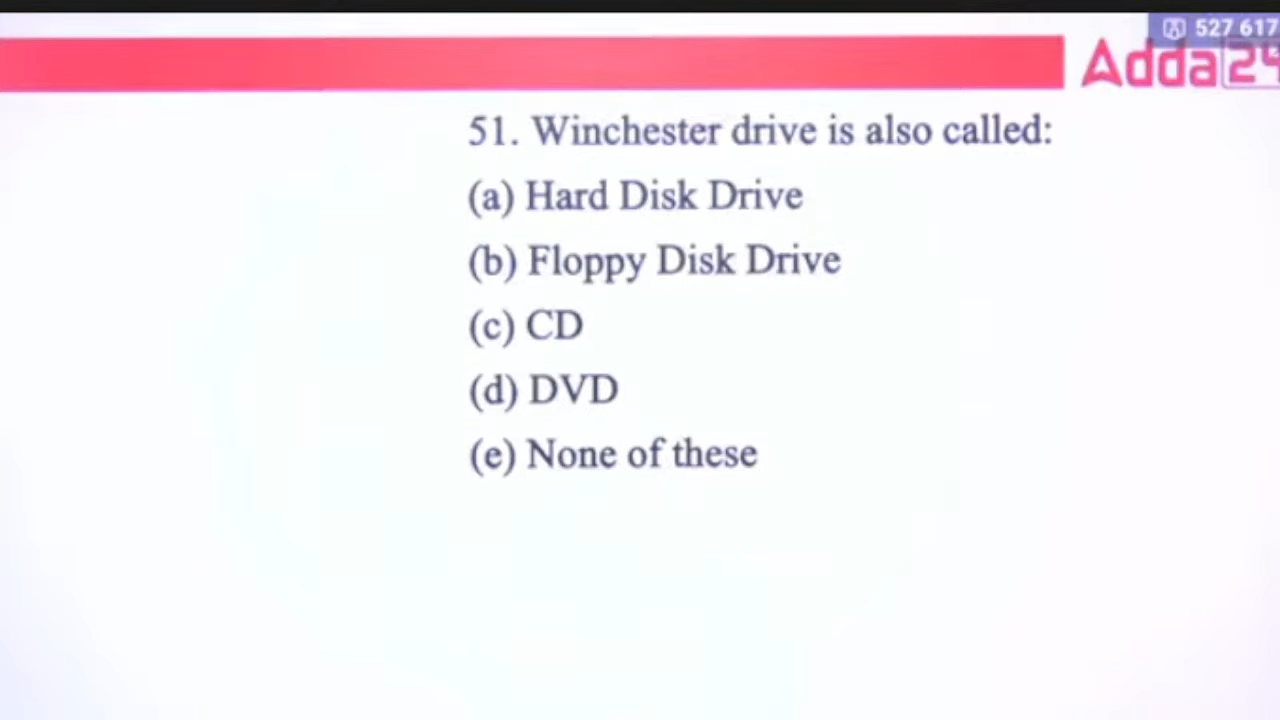 527 617
Adda24
51. Winchester drive is also called:
(a) Hard Disk Drive
(b) Floppy Disk Drive
(c) CD
(d) DVD
(e) None of these